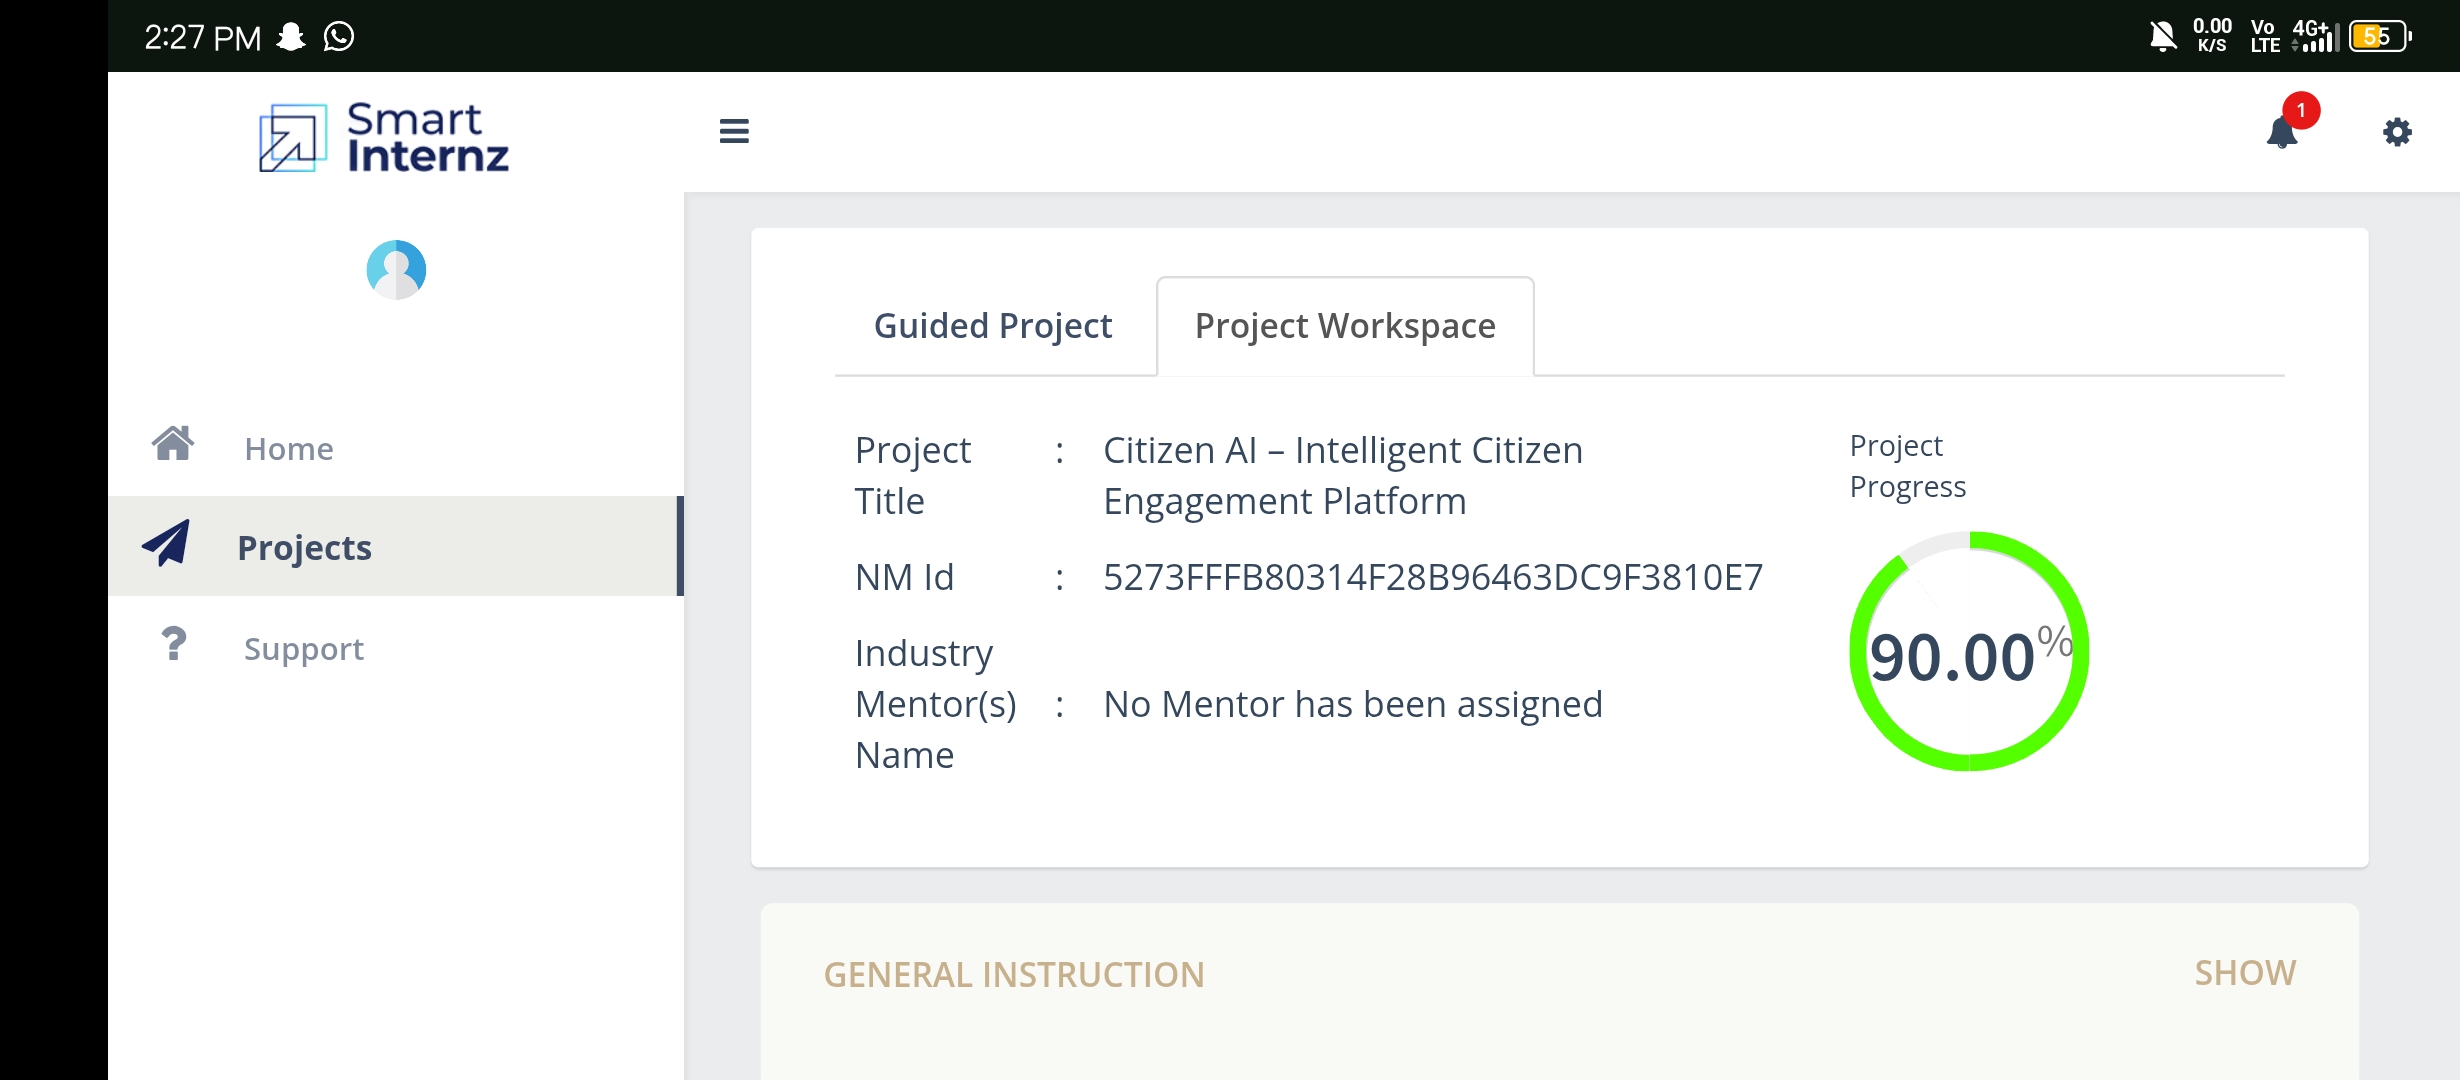 2:27 PM
0.00 K/S
Vo LTE
4G+
55
Smart
Internz
1
Home
Projects
Support
Guided Project
Project Workspace
Project Title : Citizen AI – Intelligent Citizen Engagement Platform
NM Id : 5273FFFB80314F28B96463DC9F3810E7
Industry Mentor(s) Name : No Mentor has been assigned
Project
Progress
90.00%
GENERAL INSTRUCTION
SHOW